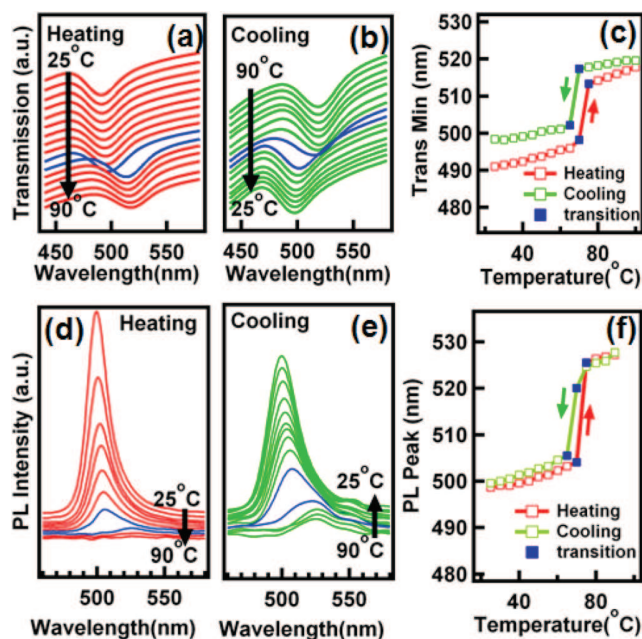 Heating (a)
25°C
90°C
Transmission (a.u.)
450 500 550
Wavelength(nm)
Cooling (b)
90°C
25°C
450 500 550
Wavelength(nm)
(c)
530
520
510
500
490
480
Trans Min (nm)
Heating
Cooling
transition
40 80
Temperature(°C)
(d) Heating
25°C
90°C
PL Intensity (a.u.)
500 550
Wavelength(nm)
Cooling (e)
25°C
90°C
500 550
Wavelength(nm)
(f)
530
520
510
500
490
480
PL Peak (nm)
Heating
Cooling
transition
40 80
Temperature(°C)